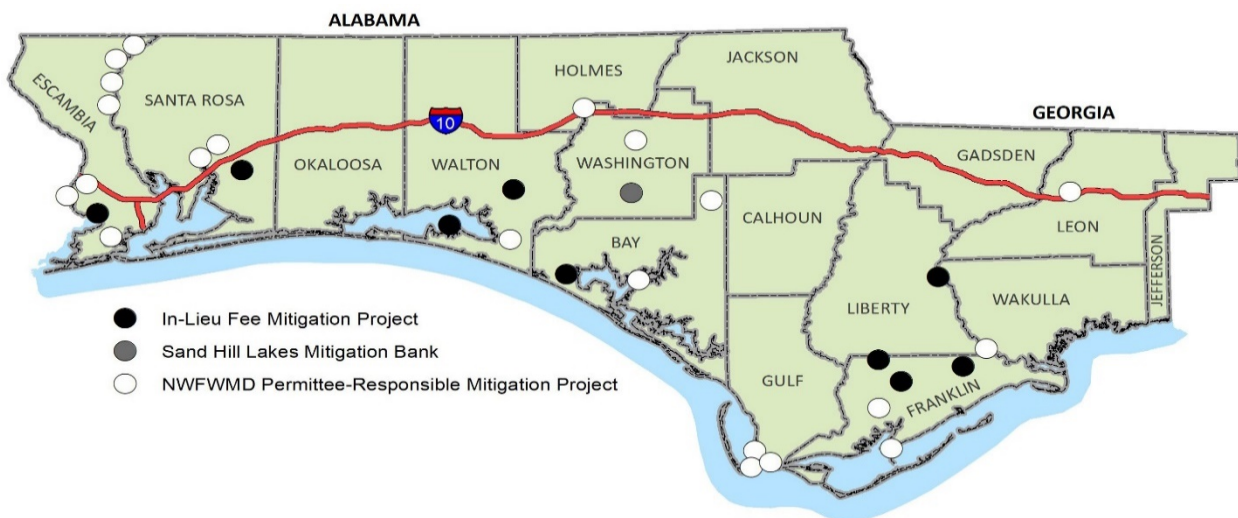 ALABAMA
ESCAMBIA
SANTA ROSA
OKALOOSA
WALTON
HOLMES
JACKSON
WASHINGTON
10
GEORGIA
GADSDEN
LEON
JEFFERSON
CALHOUN
BAY
LIBERTY
WAKULLA
GULF
FRANKLIN
In-Lieu Fee Mitigation Project
Sand Hill Lakes Mitigation Bank
NWFWMD Permittee-Responsible Mitigation Project